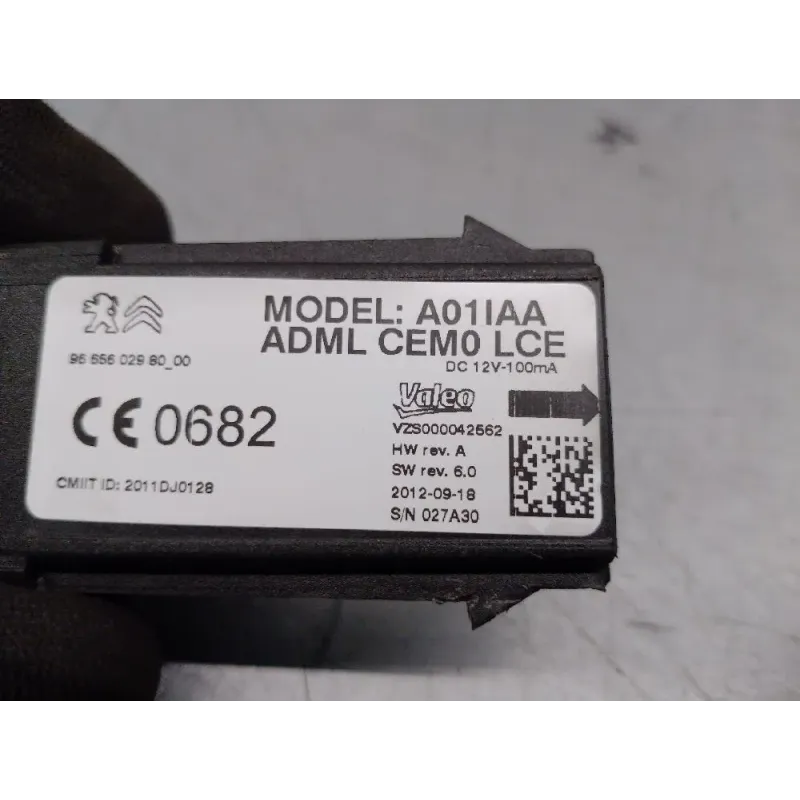 MODEL: A01IAA
ADML CEM0 LCE
DC 12V-100mA
96 656 029 80_00
CE 0682
CMIIT ID: 2011DJ0128
Valeo
VZS000042562
HW rev. A
SW rev. 6.0
2012-09-18
S/N 027A30